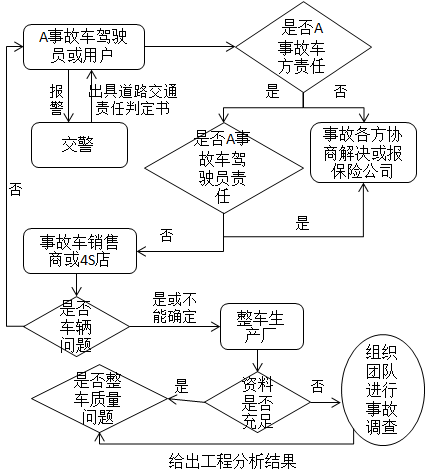 A事故车驾驶
员或用户
是否A
事故车
方责任
报
警
出具道路交通
责任判定书
是
否
交警
是否A事
故车驾
驶员责
任
事故各方协
商解决或报
保险公司
否
否
是
事故车销售
商或4S店
是否
车辆
问题
是或不
能确定
整车生
产厂
组织
团队
进行
事故
调查
是否整
车质量
问题
是
资料
是否
充足
否
给出工程分析结果